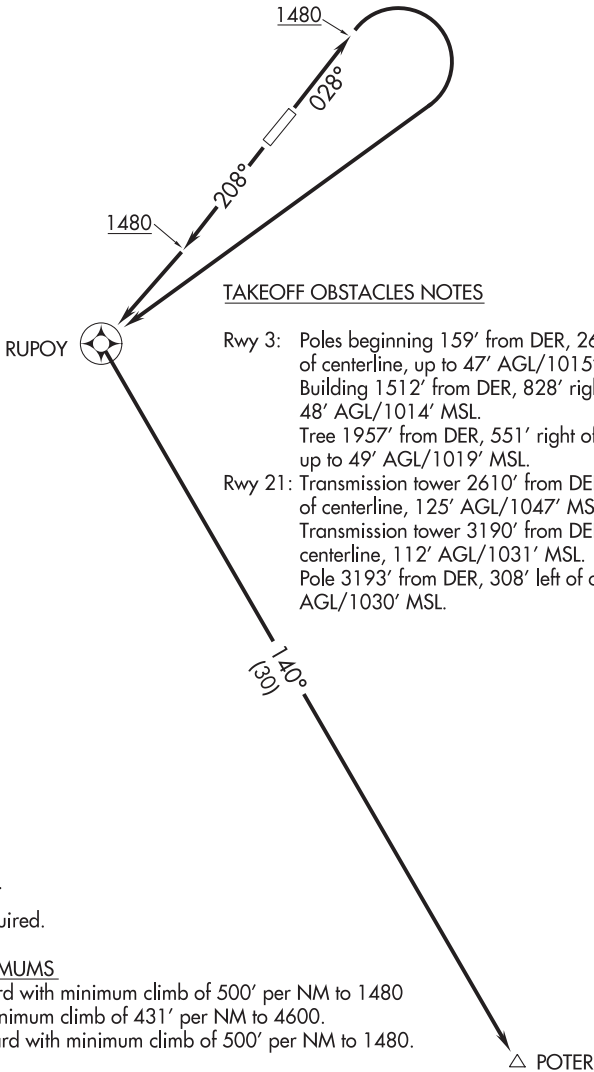 1480
028°
208°
1480
RUPOY
TAKEOFF OBSTACLES NOTES
Rwy 3: Poles beginning 159' from DER, 26
of centerline, up to 47' AGL/1015'
Building 1512' from DER, 828' righ
48' AGL/1014' MSL.
Tree 1957' from DER, 551' right of
up to 49' AGL/1019' MSL.
Rwy 21: Transmission tower 2610' from DE
of centerline, 125' AGL/1047' MS
Transmission tower 3190' from DE
centerline, 112' AGL/1031' MSL.
Pole 3193' from DER, 308' left of
AGL/1030' MSL.
140°
(30)
uired.
MUMS
rd with minimum climb of 500' per NM to 1480
nimum climb of 431' per NM to 4600.
ard with minimum climb of 500' per NM to 1480.
POTER